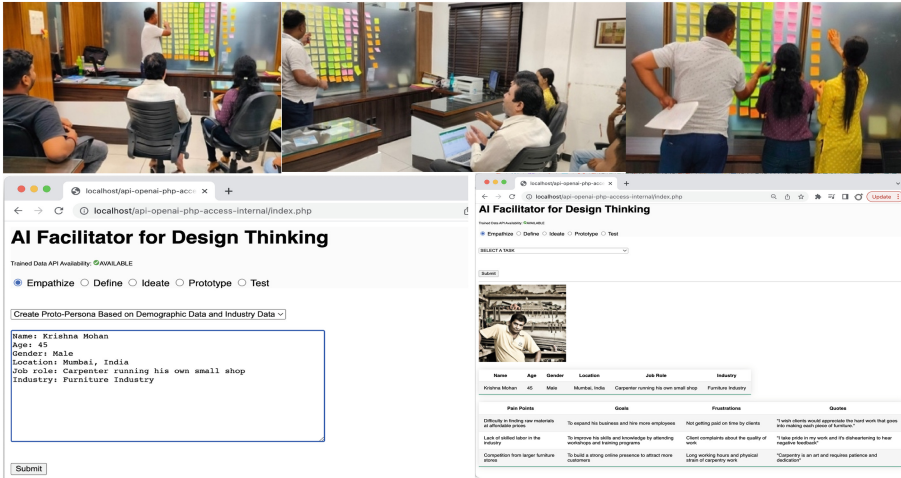 localhost/api-openai-php-acce
localhost/api-openai-php-access-internal/index.php
AI Facilitator for Design Thinking
Trained Data API Availability: AVAILABLE
Empathize Define Ideate Prototype Test
Create Proto-Persona Based on Demographic Data and Industry Data
Name: Krishna Mohan
Age: 45
Gender: Male
Location: Mumbai, India
Job role: Carpenter running his own small shop
Industry: Furniture Industry
Submit
localhost/api-openai-php-acc
localhost/api-openai-php-access-internal/index.php
Update
AI Facilitator for Design Thinking
Trained Data API Availability: AVAILABLE
Empathize Define Ideate Prototype Test
SELECT A TASK
Submit
Name Age Gender Location Job Role Industry
Krishna Mohan 45 Male Mumbai, India Carpenter running his own small shop Furniture Industry
Pain Points Goals Frustrations Quotes
Difficulty in finding raw materials at affordable prices To expand his business and hire more employees Not getting paid on time by clients "I wish clients would appreciate the hard work that goes into making each piece of furniture."
Lack of skilled labor in the industry To improve his skills and knowledge by attending workshops and training programs Client complaints about the quality of work "I take pride in my work and it's disheartening to hear negative feedback"
Competition from larger furniture stores To build a strong online presence to attract more customers Long working hours and physical strain of carpentry work "Carpentry is an art and requires patience and dedication"